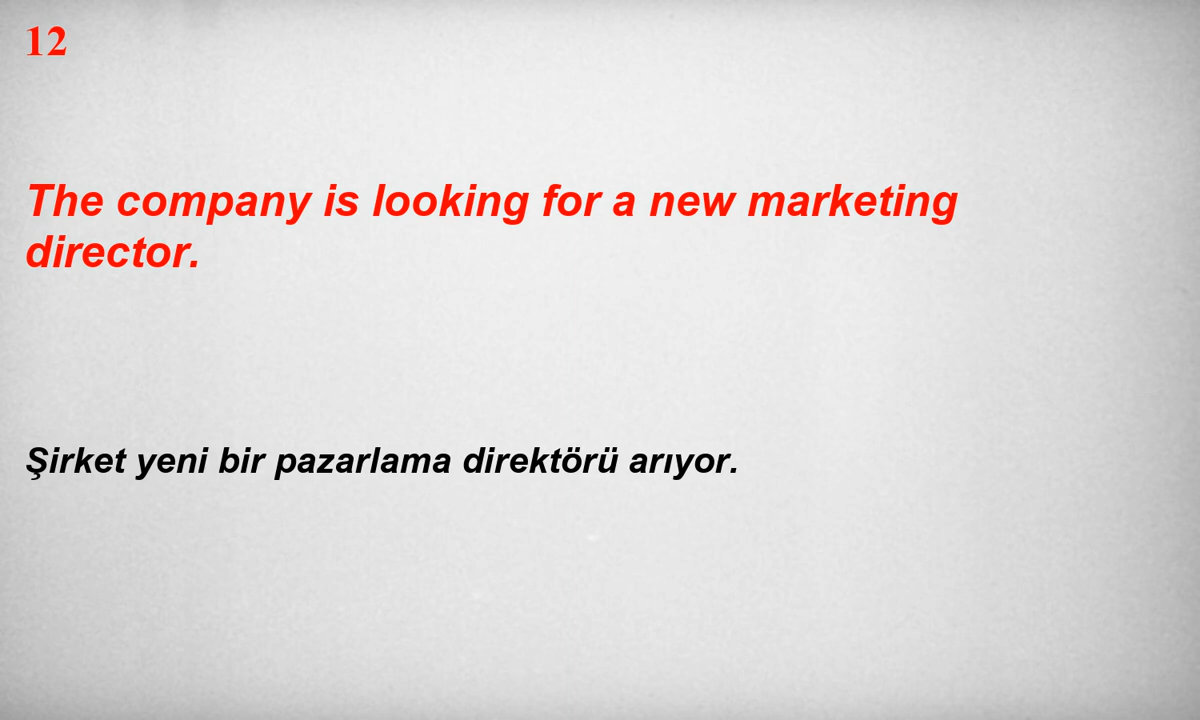 12
The company is looking for a new marketing
director.
Şirket yeni bir pazarlama direktörü arıyor.